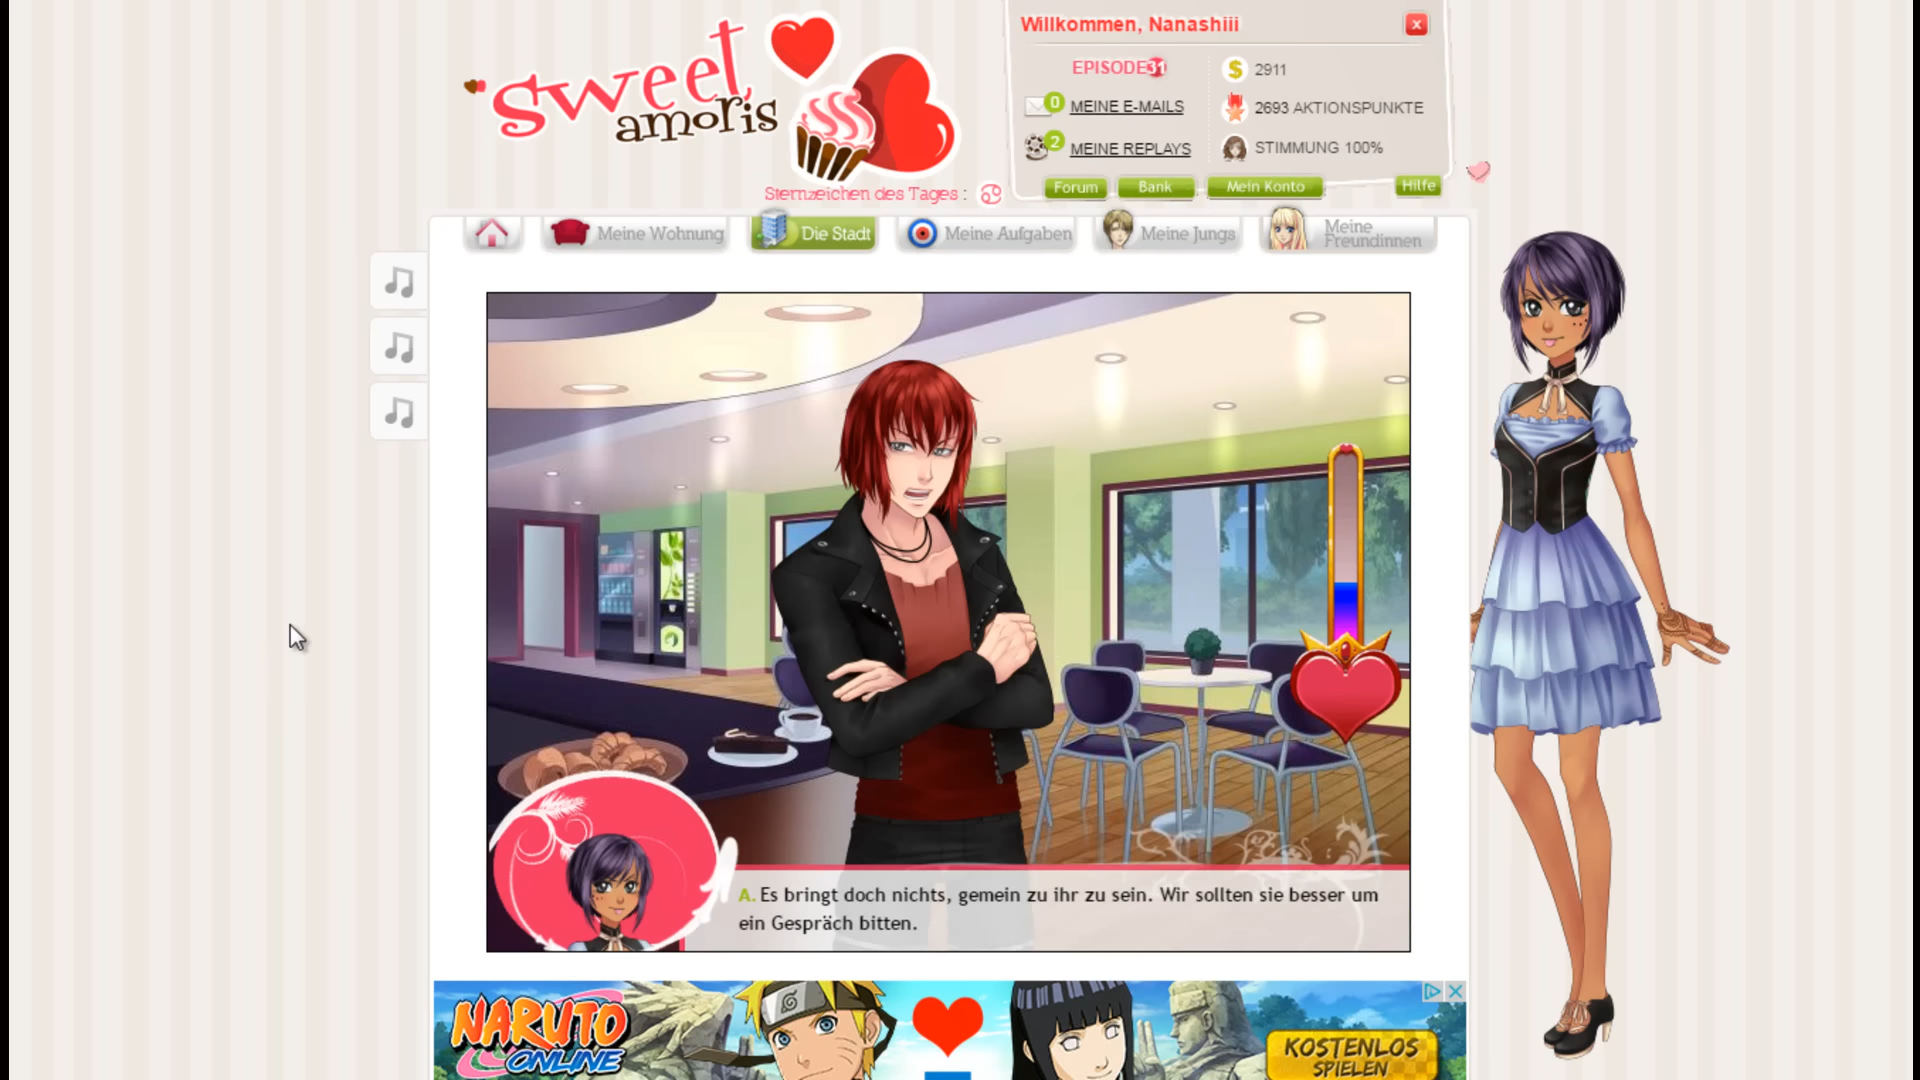 sweet
amoris
Sternzeichen des Tages :
Willkommen, Nanashiii
x
EPISODE 31
2911
0 MEINE E-MAILS
2693 AKTIONSPUNKTE
2 MEINE REPLAYS
STIMMUNG 100%
Forum
Bank
Mein Konto
Hilfe
Meine Wohnung
Die Stadt
Meine Aufgaben
Meine Jungs
Meine
Freundinnen
A. Es bringt doch nichts, gemein zu ihr zu sein. Wir sollten sie besser um
ein Gespräch bitten.
NARUTO
ONLINE
KOSTENLOS
SPIELEN